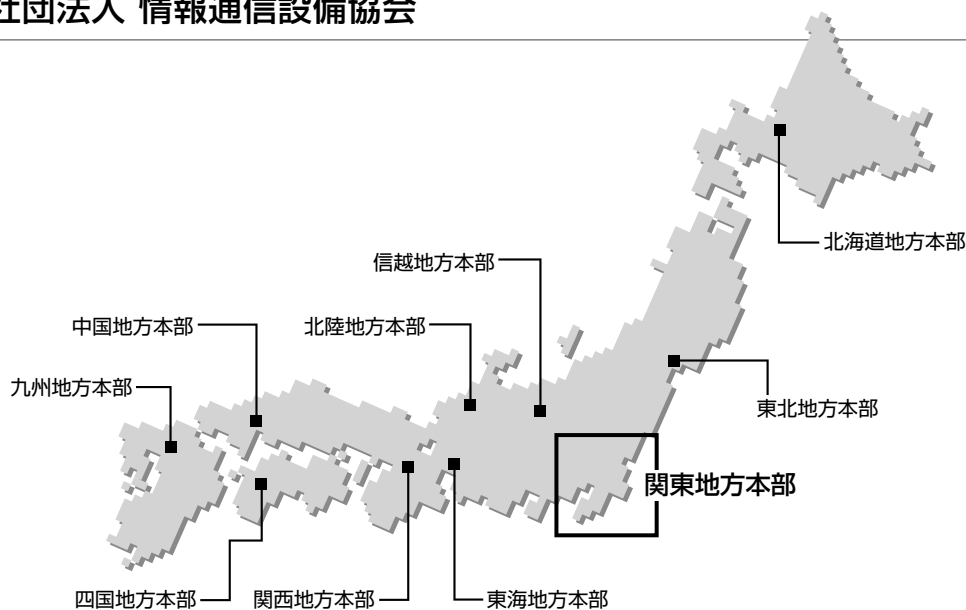 社団法人 情報通信設備協会
北海道地方本部
信越地方本部
中国地方本部
北陸地方本部
九州地方本部
東北地方本部
関東地方本部
四国地方本部
関西地方本部
東海地方本部